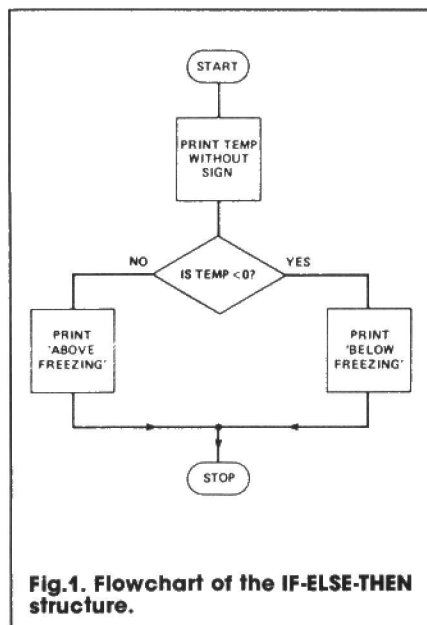 START
PRINT TEMP
WITHOUT
SIGN
IS TEMP <0?
NO
YES
PRINT
'ABOVE
FREEZING'
PRINT
'BELOW
FREEZING'
STOP
Fig.1. Flowchart of the IF-ELSE-THEN
structure.